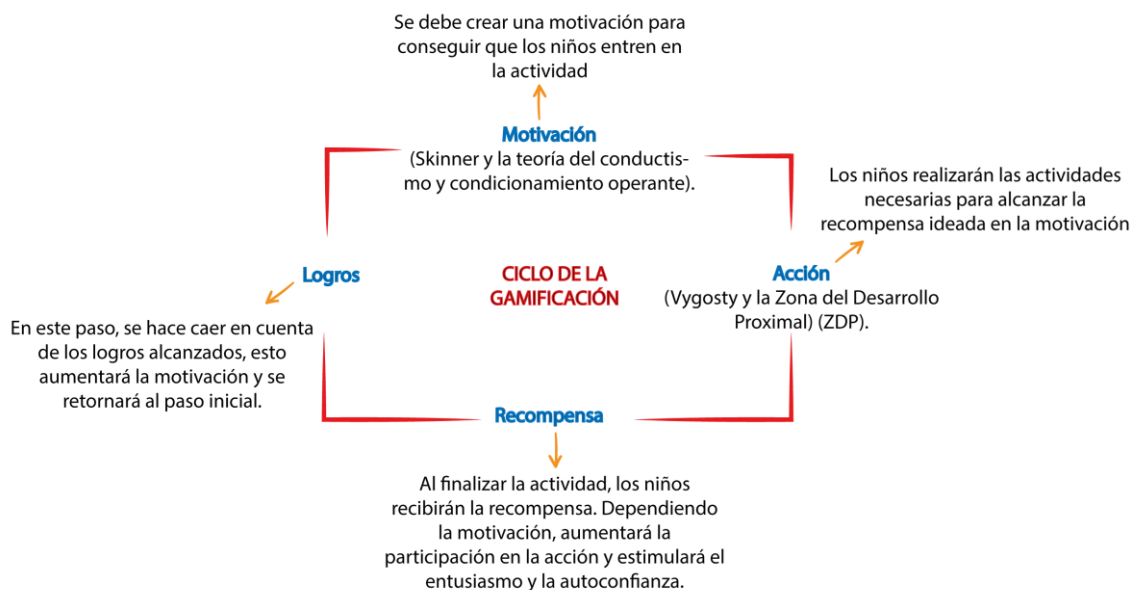 Se debe crear una motivación para
conseguir que los niños entren en
la actividad
Motivación
(Skinner y la teoría del conductis-
mo y condicionamiento operante).
Los niños realizarán las actividades
necesarias para alcanzar la
recompensa ideada en la motivación
Acción
(Vygosty y la Zona del Desarrollo
Proximal) (ZDP).
CICLO DE LA
GAMIFICACIÓN
Logros
En este paso, se hace caer en cuenta
de los logros alcanzados, esto
aumentará la motivación y se
retornará al paso inicial.
Recompensa
Al finalizar la actividad, los niños
recibirán la recompensa. Dependiendo
la motivación, aumentará la
participación en la acción y estimulará el
entusiasmo y la autoconfianza.